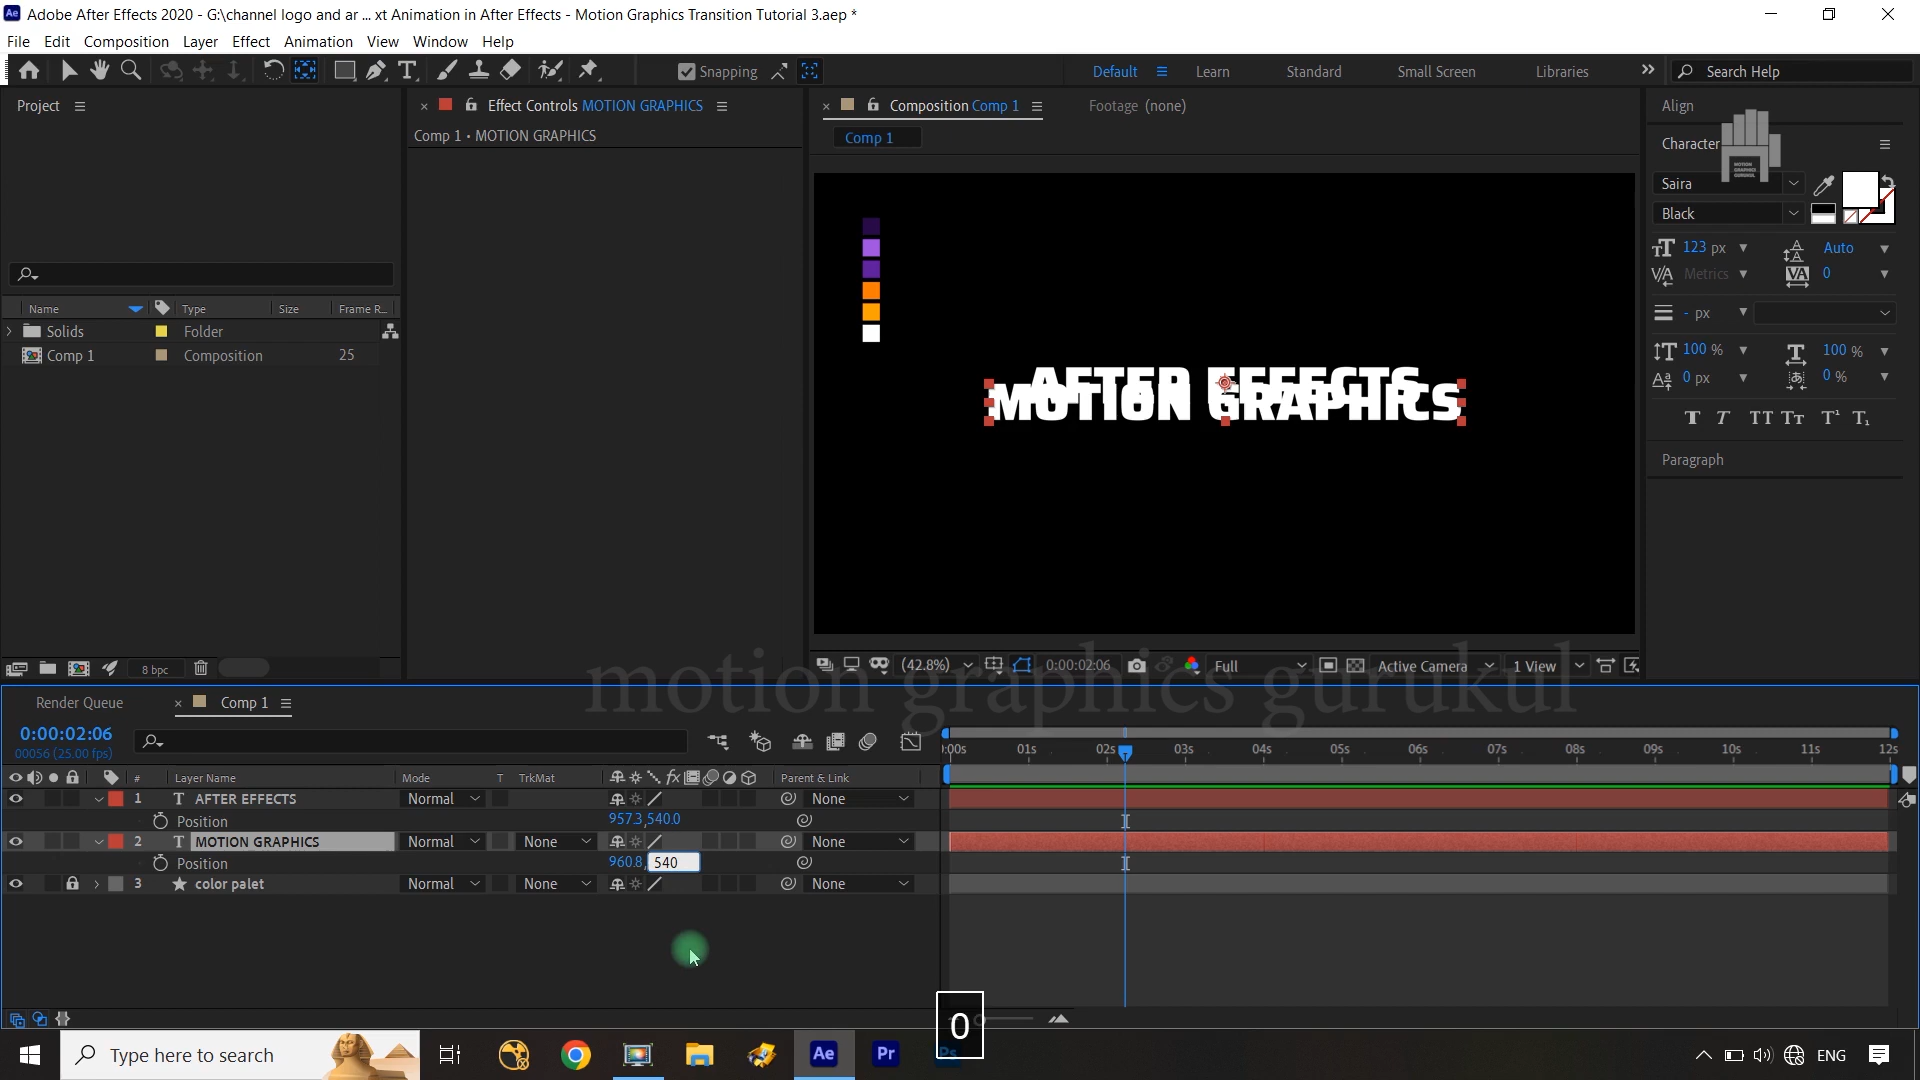 Adobe After Effects 2020 - G:\channel logo and ar ... xt Animation in After Effects - Motion Graphics Transition Tutorial 3.aep *
File Edit Composition Layer Effect Animation View Window Help
Snapping Default Learn Standard Small Screen Libraries Search Help
Project
Effect Controls MOTION GRAPHICS
Comp 1 • MOTION GRAPHICS
Composition Comp 1
Footage (none)
Comp 1
Align
Character
Saira
Black
123 px Auto
Metrics 0
- px
100 % 100 %
0 px 0 %
T T TT Tт T¹ T₁
Paragraph
Name Type Size Frame R...
Solids Folder
Comp 1 Composition 25
AFTER EFFECTS
MOTION GRAPHICS
8 bpc
(42.8%) 0:00:02:06 Full Active Camera 1 View
motion graphics gurukul
Render Queue Comp 1
0:00:02:06
00056 (25.00 fps)
:00s 01s 02s 03s 04s 05s 06s 07s 08s 09s 10s 11s 12s
# Layer Name Mode T TrkMat fx Parent & Link
1 T AFTER EFFECTS Normal None
Position 957.3,540.0
2 T MOTION GRAPHICS Normal None None
Position 960.8, 540
3 color palet Normal None None
0
Type here to search Ae Pr Ps ENG